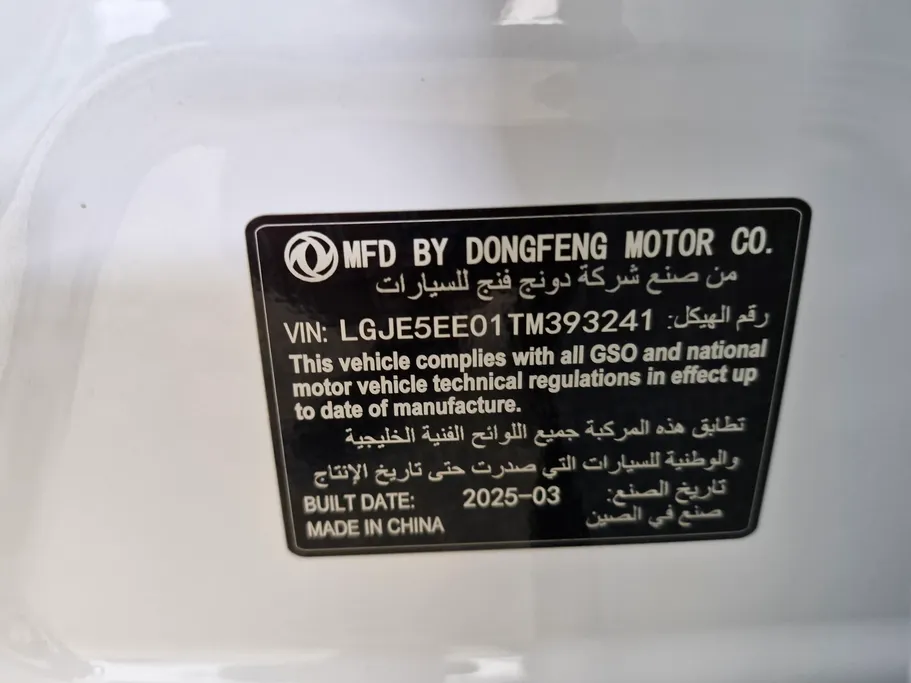 MFD BY DONGFENG MOTOR CO.
من صنع شركة دونج فنج للسيارات
VIN: LGJE5EE01TM393241 رقم الهيكل:
This vehicle complies with all GSO and national
motor vehicle technical regulations in effect up
to date of manufacture.
تطابق هذه المركبة جميع اللوائح الفنية الخليجية
والوطنية للسيارات التي صدرت حتى تاريخ الإنتاج
BUILT DATE: 2025-03 تاريخ الصنع:
MADE IN CHINA صنع في الصين